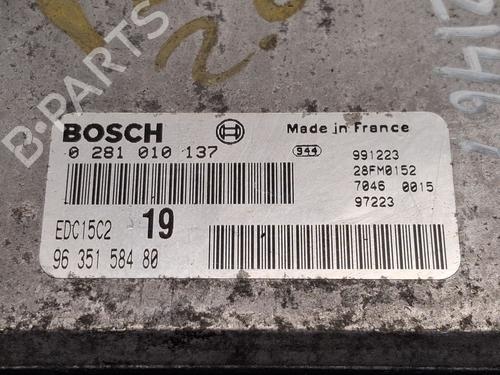 BOSCH
Made in France
0 281 010 137
944
991223
28FM0152
7046 0015
97223
EDC15C2
19
96 351 584 80
B-PARTS